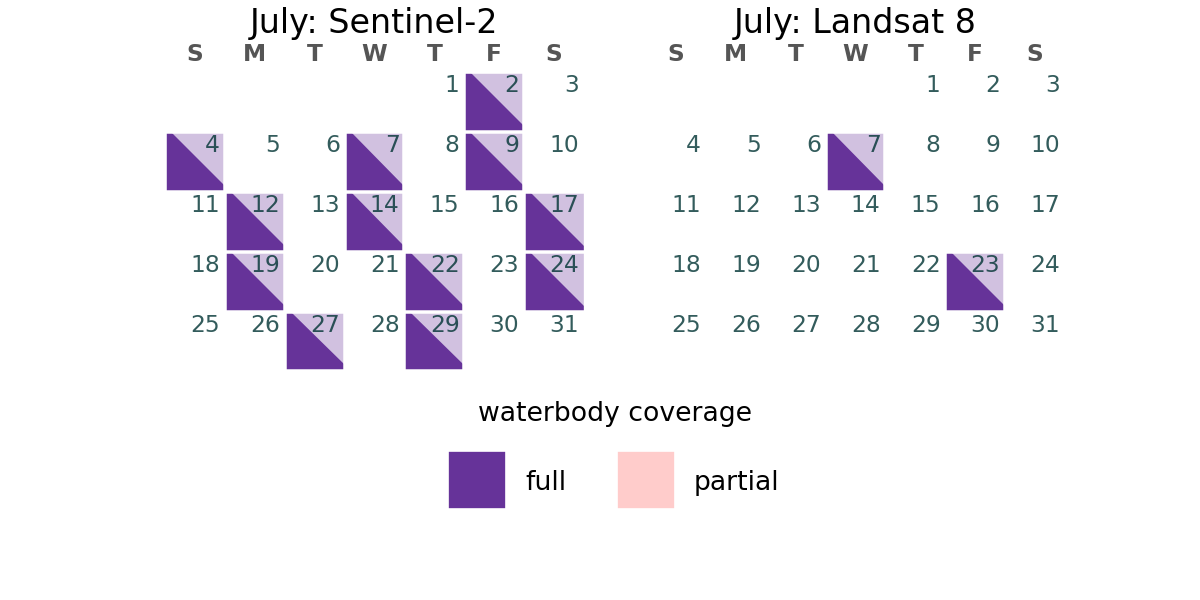 July: Sentinel-2
S M T W T F S
1 2 3
4 5 6 7 8 9 10
11 12 13 14 15 16 17
18 19 20 21 22 23 24
25 26 27 28 29 30 31
July: Landsat 8
S M T W T F S
1 2 3
4 5 6 7 8 9 10
11 12 13 14 15 16 17
18 19 20 21 22 23 24
25 26 27 28 29 30 31
waterbody coverage
full partial